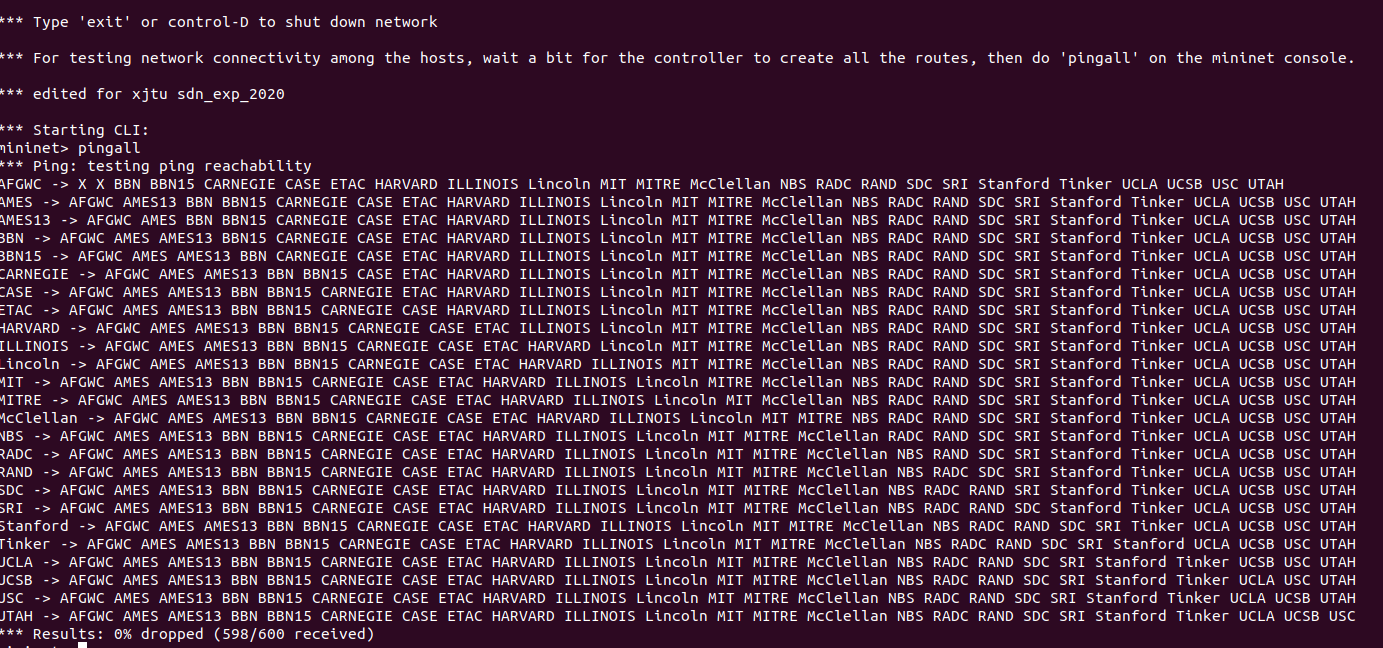 *** Type 'exit' or control-D to shut down network
*** For testing network connectivity among the hosts, wait a bit for the controller to create all the routes, then do 'pingall' on the mininet console.
*** edited for xjtu sdn_exp_2020
*** Starting CLI:
mininet> pingall
*** Ping: testing ping reachability
AFGWC -> X X BBN BBN15 CARNEGIE CASE ETAC HARVARD ILLINOIS Lincoln MIT MITRE McClellan NBS RADC RAND SDC SRI Stanford Tinker UCLA UCSB USC UTAH
AMES -> AFGWC AMES13 BBN BBN15 CARNEGIE CASE ETAC HARVARD ILLINOIS Lincoln MIT MITRE McClellan NBS RADC RAND SDC SRI Stanford Tinker UCLA UCSB USC UTAH
AMES13 -> AFGWC AMES BBN BBN15 CARNEGIE CASE ETAC HARVARD ILLINOIS Lincoln MIT MITRE McClellan NBS RADC RAND SDC SRI Stanford Tinker UCLA UCSB USC UTAH
BBN -> AFGWC AMES AMES13 BBN15 CARNEGIE CASE ETAC HARVARD ILLINOIS Lincoln MIT MITRE McClellan NBS RADC RAND SDC SRI Stanford Tinker UCLA UCSB USC UTAH
BBN15 -> AFGWC AMES AMES13 BBN CARNEGIE CASE ETAC HARVARD ILLINOIS Lincoln MIT MITRE McClellan NBS RADC RAND SDC SRI Stanford Tinker UCLA UCSB USC UTAH
CARNEGIE -> AFGWC AMES AMES13 BBN BBN15 CASE ETAC HARVARD ILLINOIS Lincoln MIT MITRE McClellan NBS RADC RAND SDC SRI Stanford Tinker UCLA UCSB USC UTAH
CASE -> AFGWC AMES AMES13 BBN BBN15 CARNEGIE ETAC HARVARD ILLINOIS Lincoln MIT MITRE McClellan NBS RADC RAND SDC SRI Stanford Tinker UCLA UCSB USC UTAH
ETAC -> AFGWC AMES AMES13 BBN BBN15 CARNEGIE CASE HARVARD ILLINOIS Lincoln MIT MITRE McClellan NBS RADC RAND SDC SRI Stanford Tinker UCLA UCSB USC UTAH
HARVARD -> AFGWC AMES AMES13 BBN BBN15 CARNEGIE CASE ETAC ILLINOIS Lincoln MIT MITRE McClellan NBS RADC RAND SDC SRI Stanford Tinker UCLA UCSB USC UTAH
ILLINOIS -> AFGWC AMES AMES13 BBN BBN15 CARNEGIE CASE ETAC HARVARD Lincoln MIT MITRE McClellan NBS RADC RAND SDC SRI Stanford Tinker UCLA UCSB USC UTAH
Lincoln -> AFGWC AMES AMES13 BBN BBN15 CARNEGIE CASE ETAC HARVARD ILLINOIS MIT MITRE McClellan NBS RADC RAND SDC SRI Stanford Tinker UCLA UCSB USC UTAH
MIT -> AFGWC AMES AMES13 BBN BBN15 CARNEGIE CASE ETAC HARVARD ILLINOIS Lincoln MITRE McClellan NBS RADC RAND SDC SRI Stanford Tinker UCLA UCSB USC UTAH
MITRE -> AFGWC AMES AMES13 BBN BBN15 CARNEGIE CASE ETAC HARVARD ILLINOIS Lincoln MIT McClellan NBS RADC RAND SDC SRI Stanford Tinker UCLA UCSB USC UTAH
McClellan -> AFGWC AMES AMES13 BBN BBN15 CARNEGIE CASE ETAC HARVARD ILLINOIS Lincoln MIT MITRE NBS RADC RAND SDC SRI Stanford Tinker UCLA UCSB USC UTAH
NBS -> AFGWC AMES AMES13 BBN BBN15 CARNEGIE CASE ETAC HARVARD ILLINOIS Lincoln MIT MITRE McClellan RADC RAND SDC SRI Stanford Tinker UCLA UCSB USC UTAH
RADC -> AFGWC AMES AMES13 BBN BBN15 CARNEGIE CASE ETAC HARVARD ILLINOIS Lincoln MIT MITRE McClellan NBS RAND SDC SRI Stanford Tinker UCLA UCSB USC UTAH
RAND -> AFGWC AMES AMES13 BBN BBN15 CARNEGIE CASE ETAC HARVARD ILLINOIS Lincoln MIT MITRE McClellan NBS RADC SDC SRI Stanford Tinker UCLA UCSB USC UTAH
SDC -> AFGWC AMES AMES13 BBN BBN15 CARNEGIE CASE ETAC HARVARD ILLINOIS Lincoln MIT MITRE McClellan NBS RADC RAND SRI Stanford Tinker UCLA UCSB USC UTAH
SRI -> AFGWC AMES AMES13 BBN BBN15 CARNEGIE CASE ETAC HARVARD ILLINOIS Lincoln MIT MITRE McClellan NBS RADC RAND SDC Stanford Tinker UCLA UCSB USC UTAH
Stanford -> AFGWC AMES AMES13 BBN BBN15 CARNEGIE CASE ETAC HARVARD ILLINOIS Lincoln MIT MITRE McClellan NBS RADC RAND SDC SRI Tinker UCLA UCSB USC UTAH
Tinker -> AFGWC AMES AMES13 BBN BBN15 CARNEGIE CASE ETAC HARVARD ILLINOIS Lincoln MIT MITRE McClellan NBS RADC RAND SDC SRI Stanford UCLA UCSB USC UTAH
UCLA -> AFGWC AMES AMES13 BBN BBN15 CARNEGIE CASE ETAC HARVARD ILLINOIS Lincoln MIT MITRE McClellan NBS RADC RAND SDC SRI Stanford Tinker UCSB USC UTAH
UCSB -> AFGWC AMES AMES13 BBN BBN15 CARNEGIE CASE ETAC HARVARD ILLINOIS Lincoln MIT MITRE McClellan NBS RADC RAND SDC SRI Stanford Tinker UCLA USC UTAH
USC -> AFGWC AMES AMES13 BBN BBN15 CARNEGIE CASE ETAC HARVARD ILLINOIS Lincoln MIT MITRE McClellan NBS RADC RAND SDC SRI Stanford Tinker UCLA UCSB UTAH
UTAH -> AFGWC AMES AMES13 BBN BBN15 CARNEGIE CASE ETAC HARVARD ILLINOIS Lincoln MIT MITRE McClellan NBS RADC RAND SDC SRI Stanford Tinker UCLA UCSB USC
*** Results: 0% dropped (598/600 received)